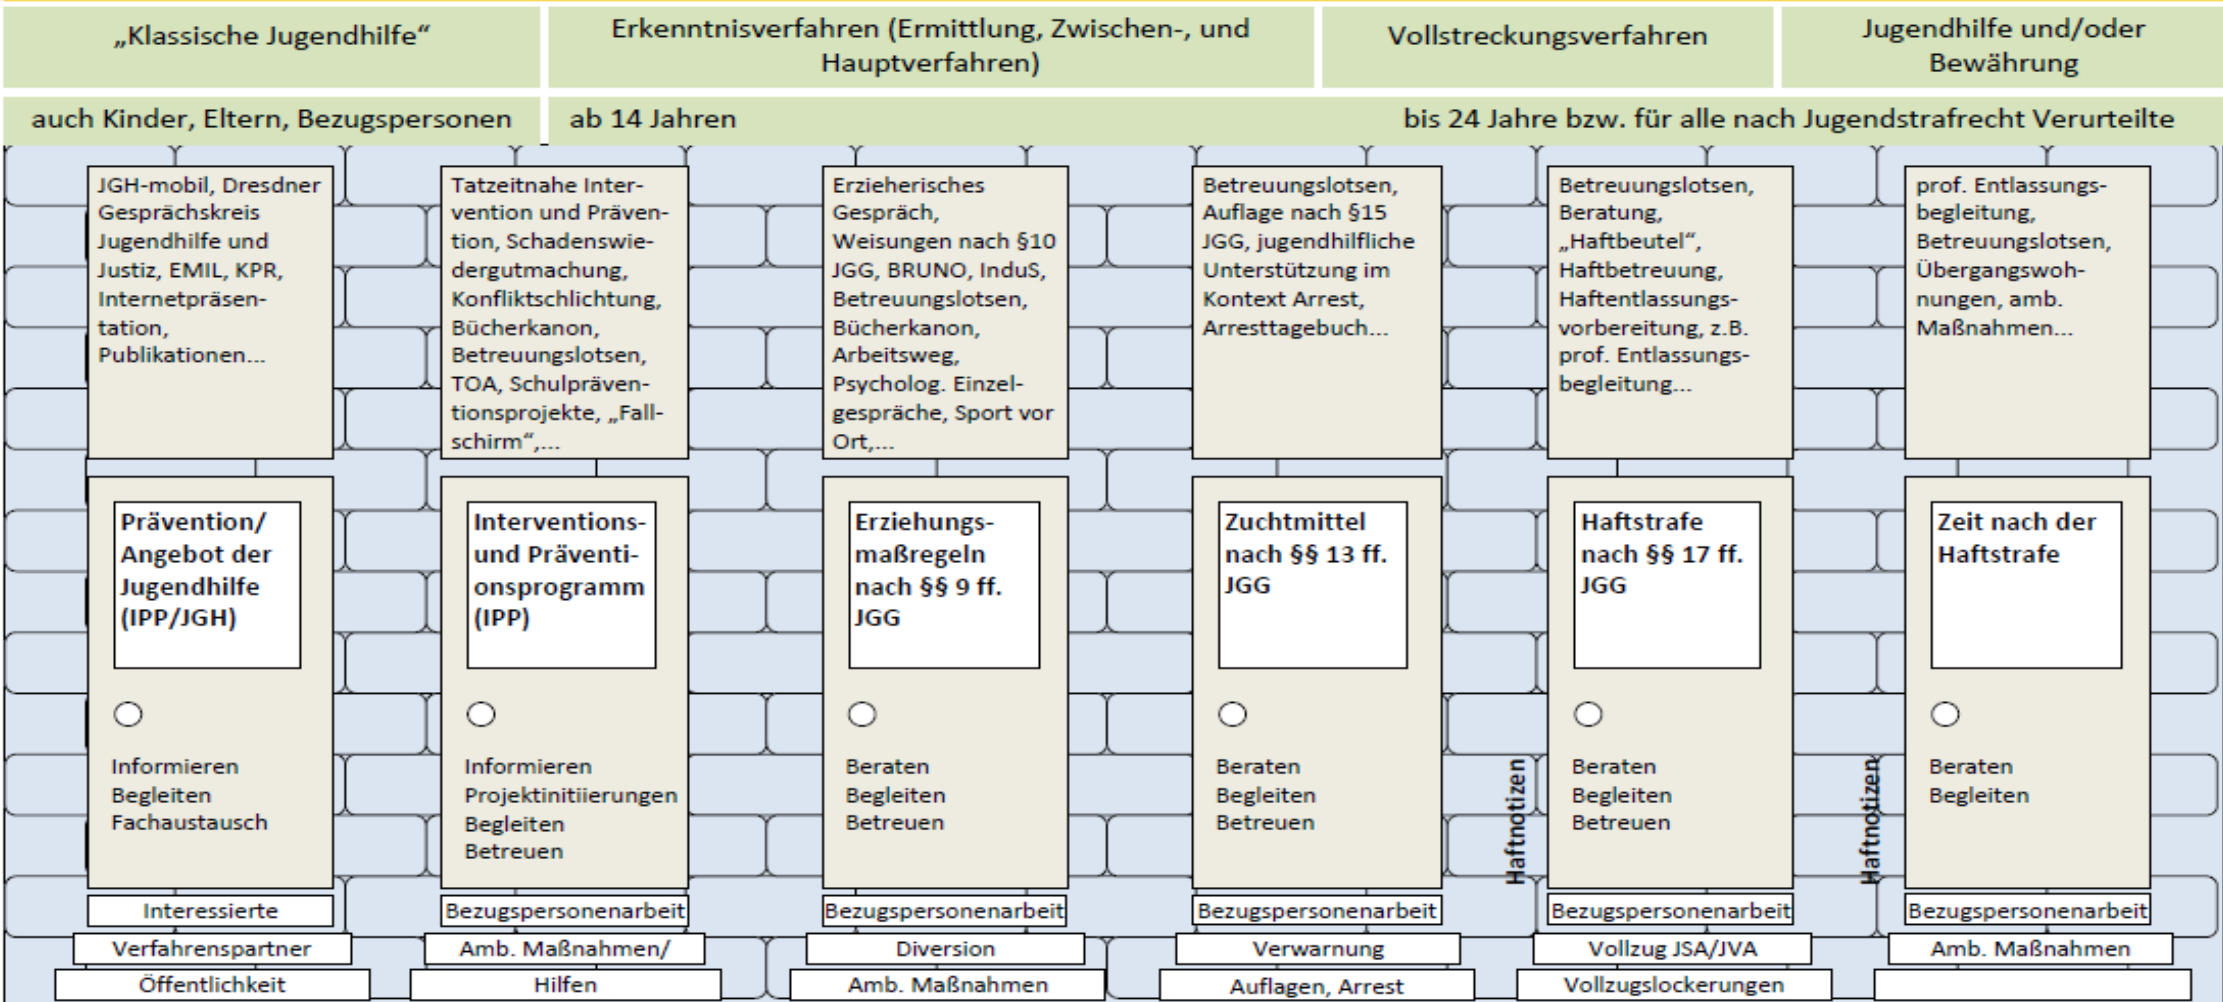 „Klassische Jugendhilfe“
Erkenntnisverfahren (Ermittlung, Zwischen-, und
Hauptverfahren)
Vollstreckungsverfahren
Jugendhilfe und/oder
Bewährung
auch Kinder, Eltern, Bezugspersonen
ab 14 Jahren
bis 24 Jahre bzw. für alle nach Jugendstrafrecht Verurteilte
JGH-mobil, Dresdner
Gesprächskreis
Jugendhilfe und
Justiz, EMIL, KPR,
Internetpräsen-
tation,
Publikationen...
Tatzeitnahe Inter-
vention und Präven-
tion, Schadenswie-
dergutmachung,
Konfliktschlichtung,
Bücherkanon,
Betreuungslotsen,
TOA, Schulpräven-
tionsprojekte, „Fall-
schirm“,...
Erzieherisches
Gespräch,
Weisungen nach §10
JGG, BRUNO, InduS,
Betreuungslotsen,
Bücherkanon,
Arbeitsweg,
Psycholog. Einzel-
gespräche, Sport vor
Ort,...
Betreuungslotsen,
Auflage nach §15
JGG, jugendhilfliche
Unterstützung im
Kontext Arrest,
Arresttagebuch...
Betreuungslotsen,
Beratung,
„Haftbeutel“,
Haftbetreuung,
Haftentlassungs-
vorbereitung, z.B.
prof. Entlassungs-
begleitung...
prof. Entlassungs-
begleitung,
Betreuungslotsen,
Übergangswoh-
nungen, amb.
Maßnahmen...
Prävention/
Angebot der
Jugendhilfe
(IPP/JGH)
Interventions-
und Präventi-
onsprogramm
(IPP)
Erziehungs-
maßregeln
nach §§ 9 ff.
JGG
Zuchtmittel
nach §§ 13 ff.
JGG
Haftstrafe
nach §§ 17 ff.
JGG
Zeit nach der
Haftstrafe
Informieren
Begleiten
Fachaustausch
Informieren
Projektinitiierungen
Begleiten
Betreuen
Beraten
Begleiten
Betreuen
Beraten
Begleiten
Betreuen
Haftnotizen
Beraten
Begleiten
Betreuen
Haftnotizen
Beraten
Begleiten
Interessierte
Bezugspersonenarbeit
Bezugspersonenarbeit
Bezugspersonenarbeit
Bezugspersonenarbeit
Bezugspersonenarbeit
Verfahrenspartner
Amb. Maßnahmen/
Diversion
Verwarnung
Vollzug JSA/JVA
Amb. Maßnahmen
Öffentlichkeit
Hilfen
Amb. Maßnahmen
Auflagen, Arrest
Vollzugslockerungen